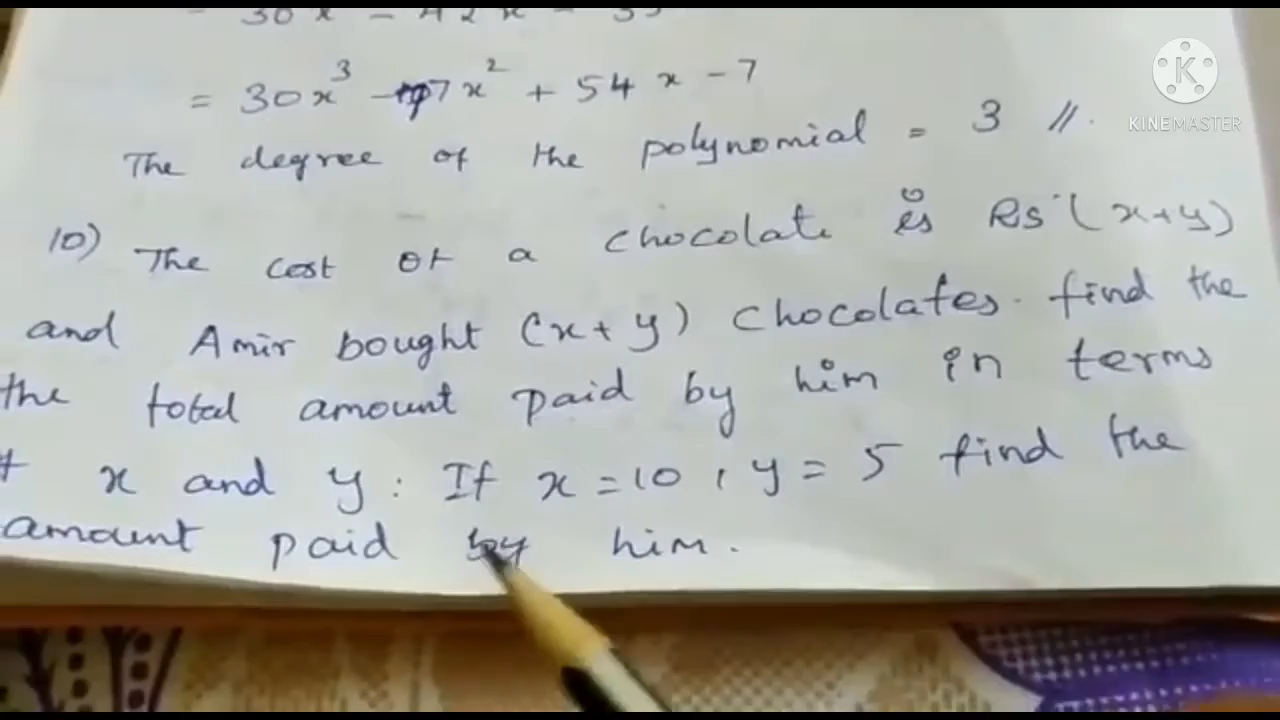 = 30x³ - 77x² + 54x - 7
The degree of the polynomial = 3 //.
KINEMASTER
10) The cost of a chocolate is Rs (x+y)
and Amir bought (x+y) chocolates. find the
the total amount paid by him in terms
x and y: If x=10, y=5 find the
amount paid by him.